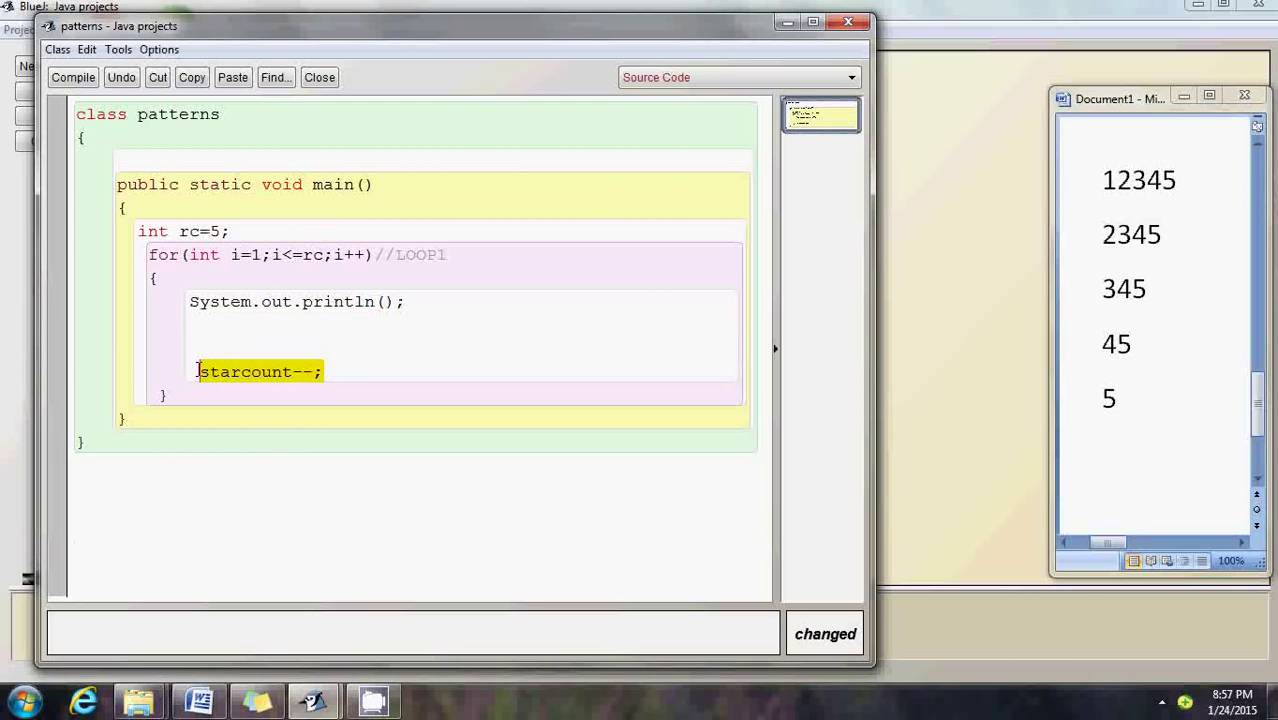 BlueJ: Java projects
Projec
patterns - Java projects
Class Edit Tools Options
Ne
Compile Undo Cut Copy Paste Find... Close
Source Code
class patterns
{
public static void main()
{
int rc=5;
for(int i=1;i<=rc;i++)//LOOP1
{
System.out.println();
starcount--;
}
}
}
changed
Document1 - Mi...
12345
2345
345
45
5
100%
8:57 PM
1/24/2015